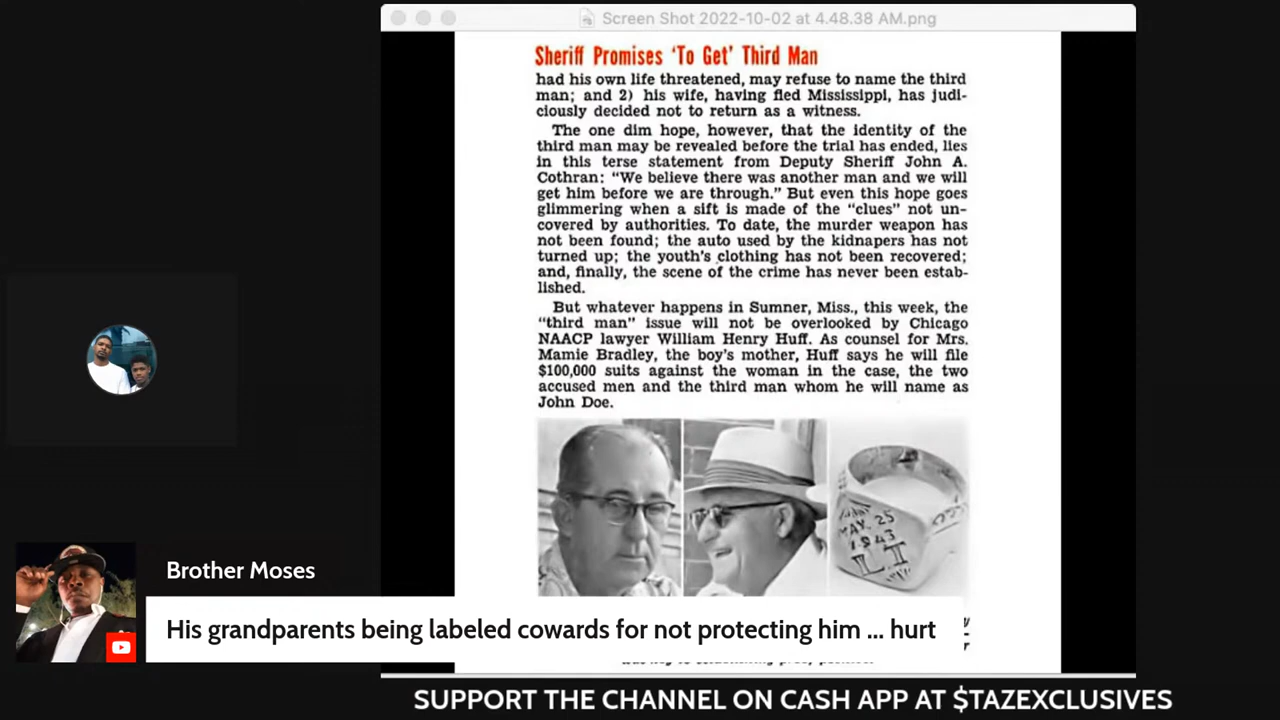 Screen Shot 2022-10-02 at 4.48.38 AM.png
Sheriff Promises 'To Get' Third Man
had his own life threatened, may refuse to name the third
man; and 2) his wife, having fled Mississippi, has judi-
ciously decided not to return as a witness.
The one dim hope, however, that the identity of the
third man may be revealed before the trial has ended, lies
in this terse statement from Deputy Sheriff John A.
Cothran: "We believe there was another man and we will
get him before we are through." But even this hope goes
glimmering when a sift is made of the "clues" not un-
covered by authorities. To date, the murder weapon has
not been found; the auto used by the kidnapers has not
turned up; the youth's clothing has not been recovered;
and, finally, the scene of the crime has never been estab-
lished.
But whatever happens in Sumner, Miss., this week, the
"third man" issue will not be overlooked by Chicago
NAACP lawyer William Henry Huff. As counsel for Mrs.
Mamie Bradley, the boy's mother, Huff says he will file
$100,000 suits against the woman in the case, the two
accused men and the third man whom he will name as
John Doe.
MAY. 25
1943
LT
Brother Moses
His grandparents being labeled cowards for not protecting him ... hurt
SUPPORT THE CHANNEL ON CASH APP AT $TAZEXCLUSIVES